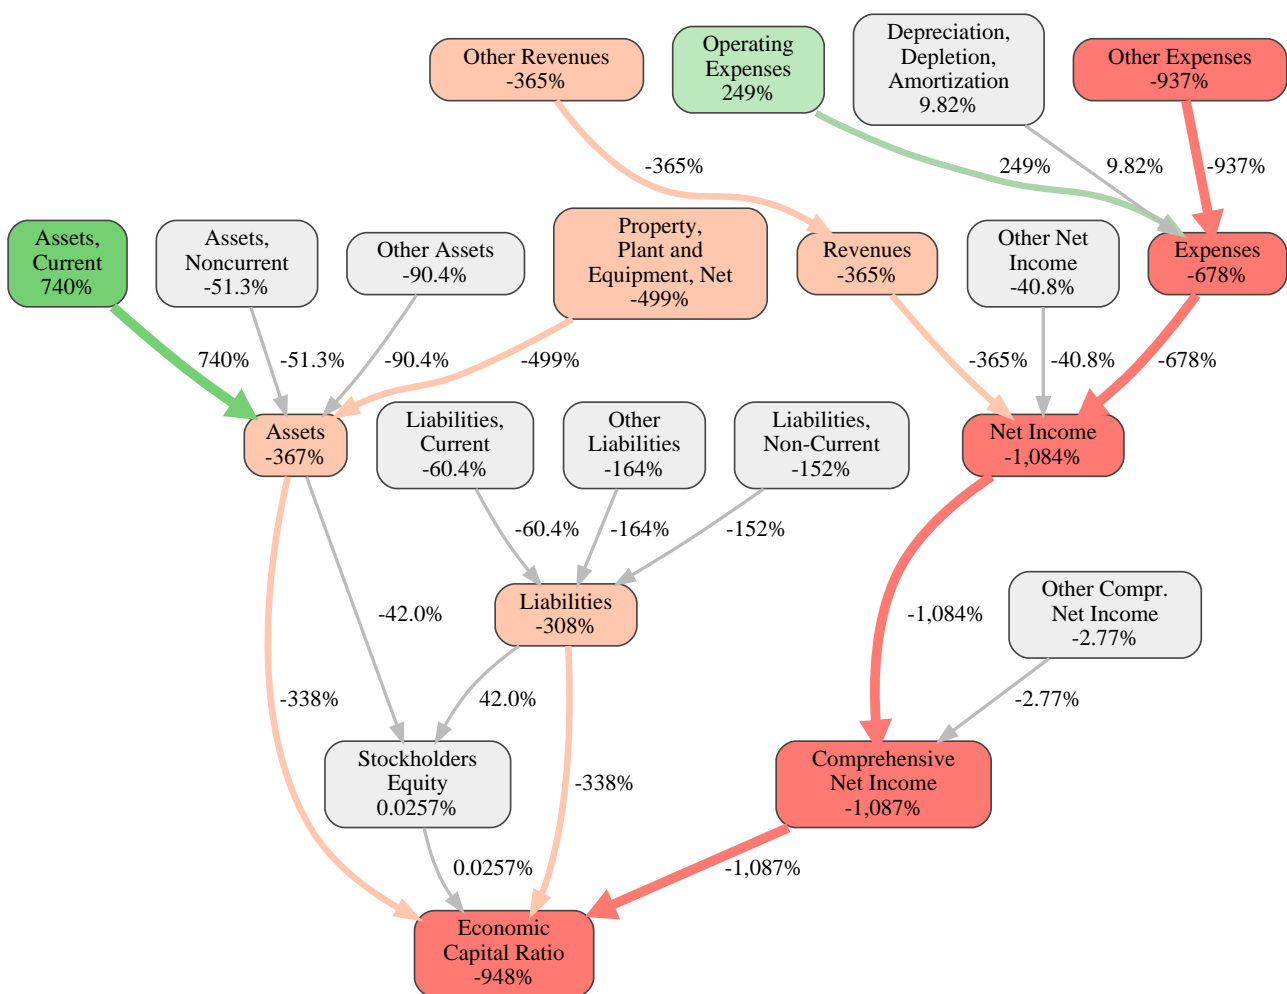 Other Revenues
-365%
Operating
Expenses
249%
Depreciation,
Depletion,
Amortization
9.82%
Other Expenses
-937%
-365%
249%
9.82%
-937%
Assets,
Current
740%
Assets,
Noncurrent
-51.3%
Other Assets
-90.4%
Property,
Plant and
Equipment, Net
-499%
Revenues
-365%
Other Net
Income
-40.8%
Expenses
-678%
740%
-51.3%
-90.4%
-499%
-365%
-40.8%
-678%
Assets
-367%
Liabilities,
Current
-60.4%
Other
Liabilities
-164%
Liabilities,
Non-Current
-152%
Net Income
-1,084%
-60.4%
-164%
-152%
Liabilities
-308%
-42.0%
-1,084%
Other Compr.
Net Income
-2.77%
-338%
42.0%
-2.77%
Stockholders
Equity
0.0257%
-338%
Comprehensive
Net Income
-1,087%
0.0257%
-1,087%
Economic
Capital Ratio
-948%